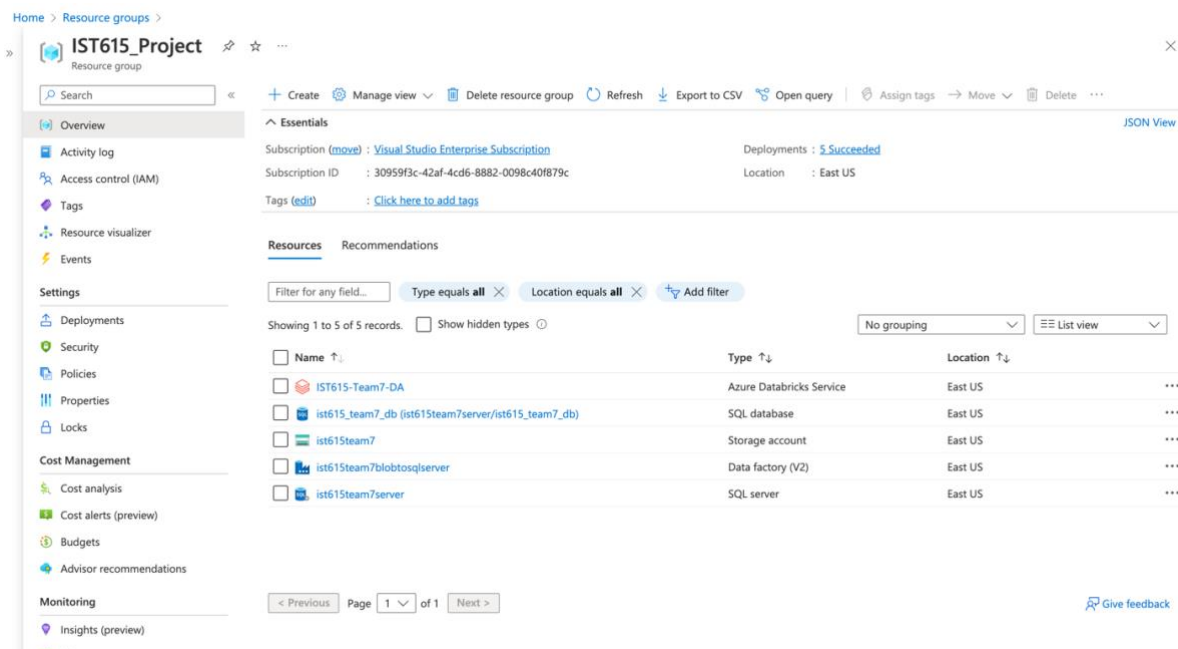 Home > Resource groups >
IST615_Project
Resource group
Search
Overview
Activity log
Access control (IAM)
Tags
Resource visualizer
Events
Settings
Deployments
Security
Policies
Properties
Locks
Cost Management
Cost analysis
Cost alerts (preview)
Budgets
Advisor recommendations
Monitoring
Insights (preview)
Create Manage view Delete resource group Refresh Export to CSV Open query Assign tags Move Delete
Essentials JSON View
Subscription (move) : Visual Studio Enterprise Subscription Deployments : 5 Succeeded
Subscription ID : 30959f3c-42af-4cd6-8882-0098c40f879c Location : East US
Tags (edit) : Click here to add tags
Resources Recommendations
Filter for any field... Type equals all Location equals all Add filter
Showing 1 to 5 of 5 records. Show hidden types No grouping List view
Name Type Location
IST615-Team7-DA Azure Databricks Service East US
ist615_team7_db (ist615team7server/ist615_team7_db) SQL database East US
ist615team7 Storage account East US
ist615team7blobtosqlserver Data factory (V2) East US
ist615team7server SQL server East US
< Previous Page 1 of 1 Next > Give feedback